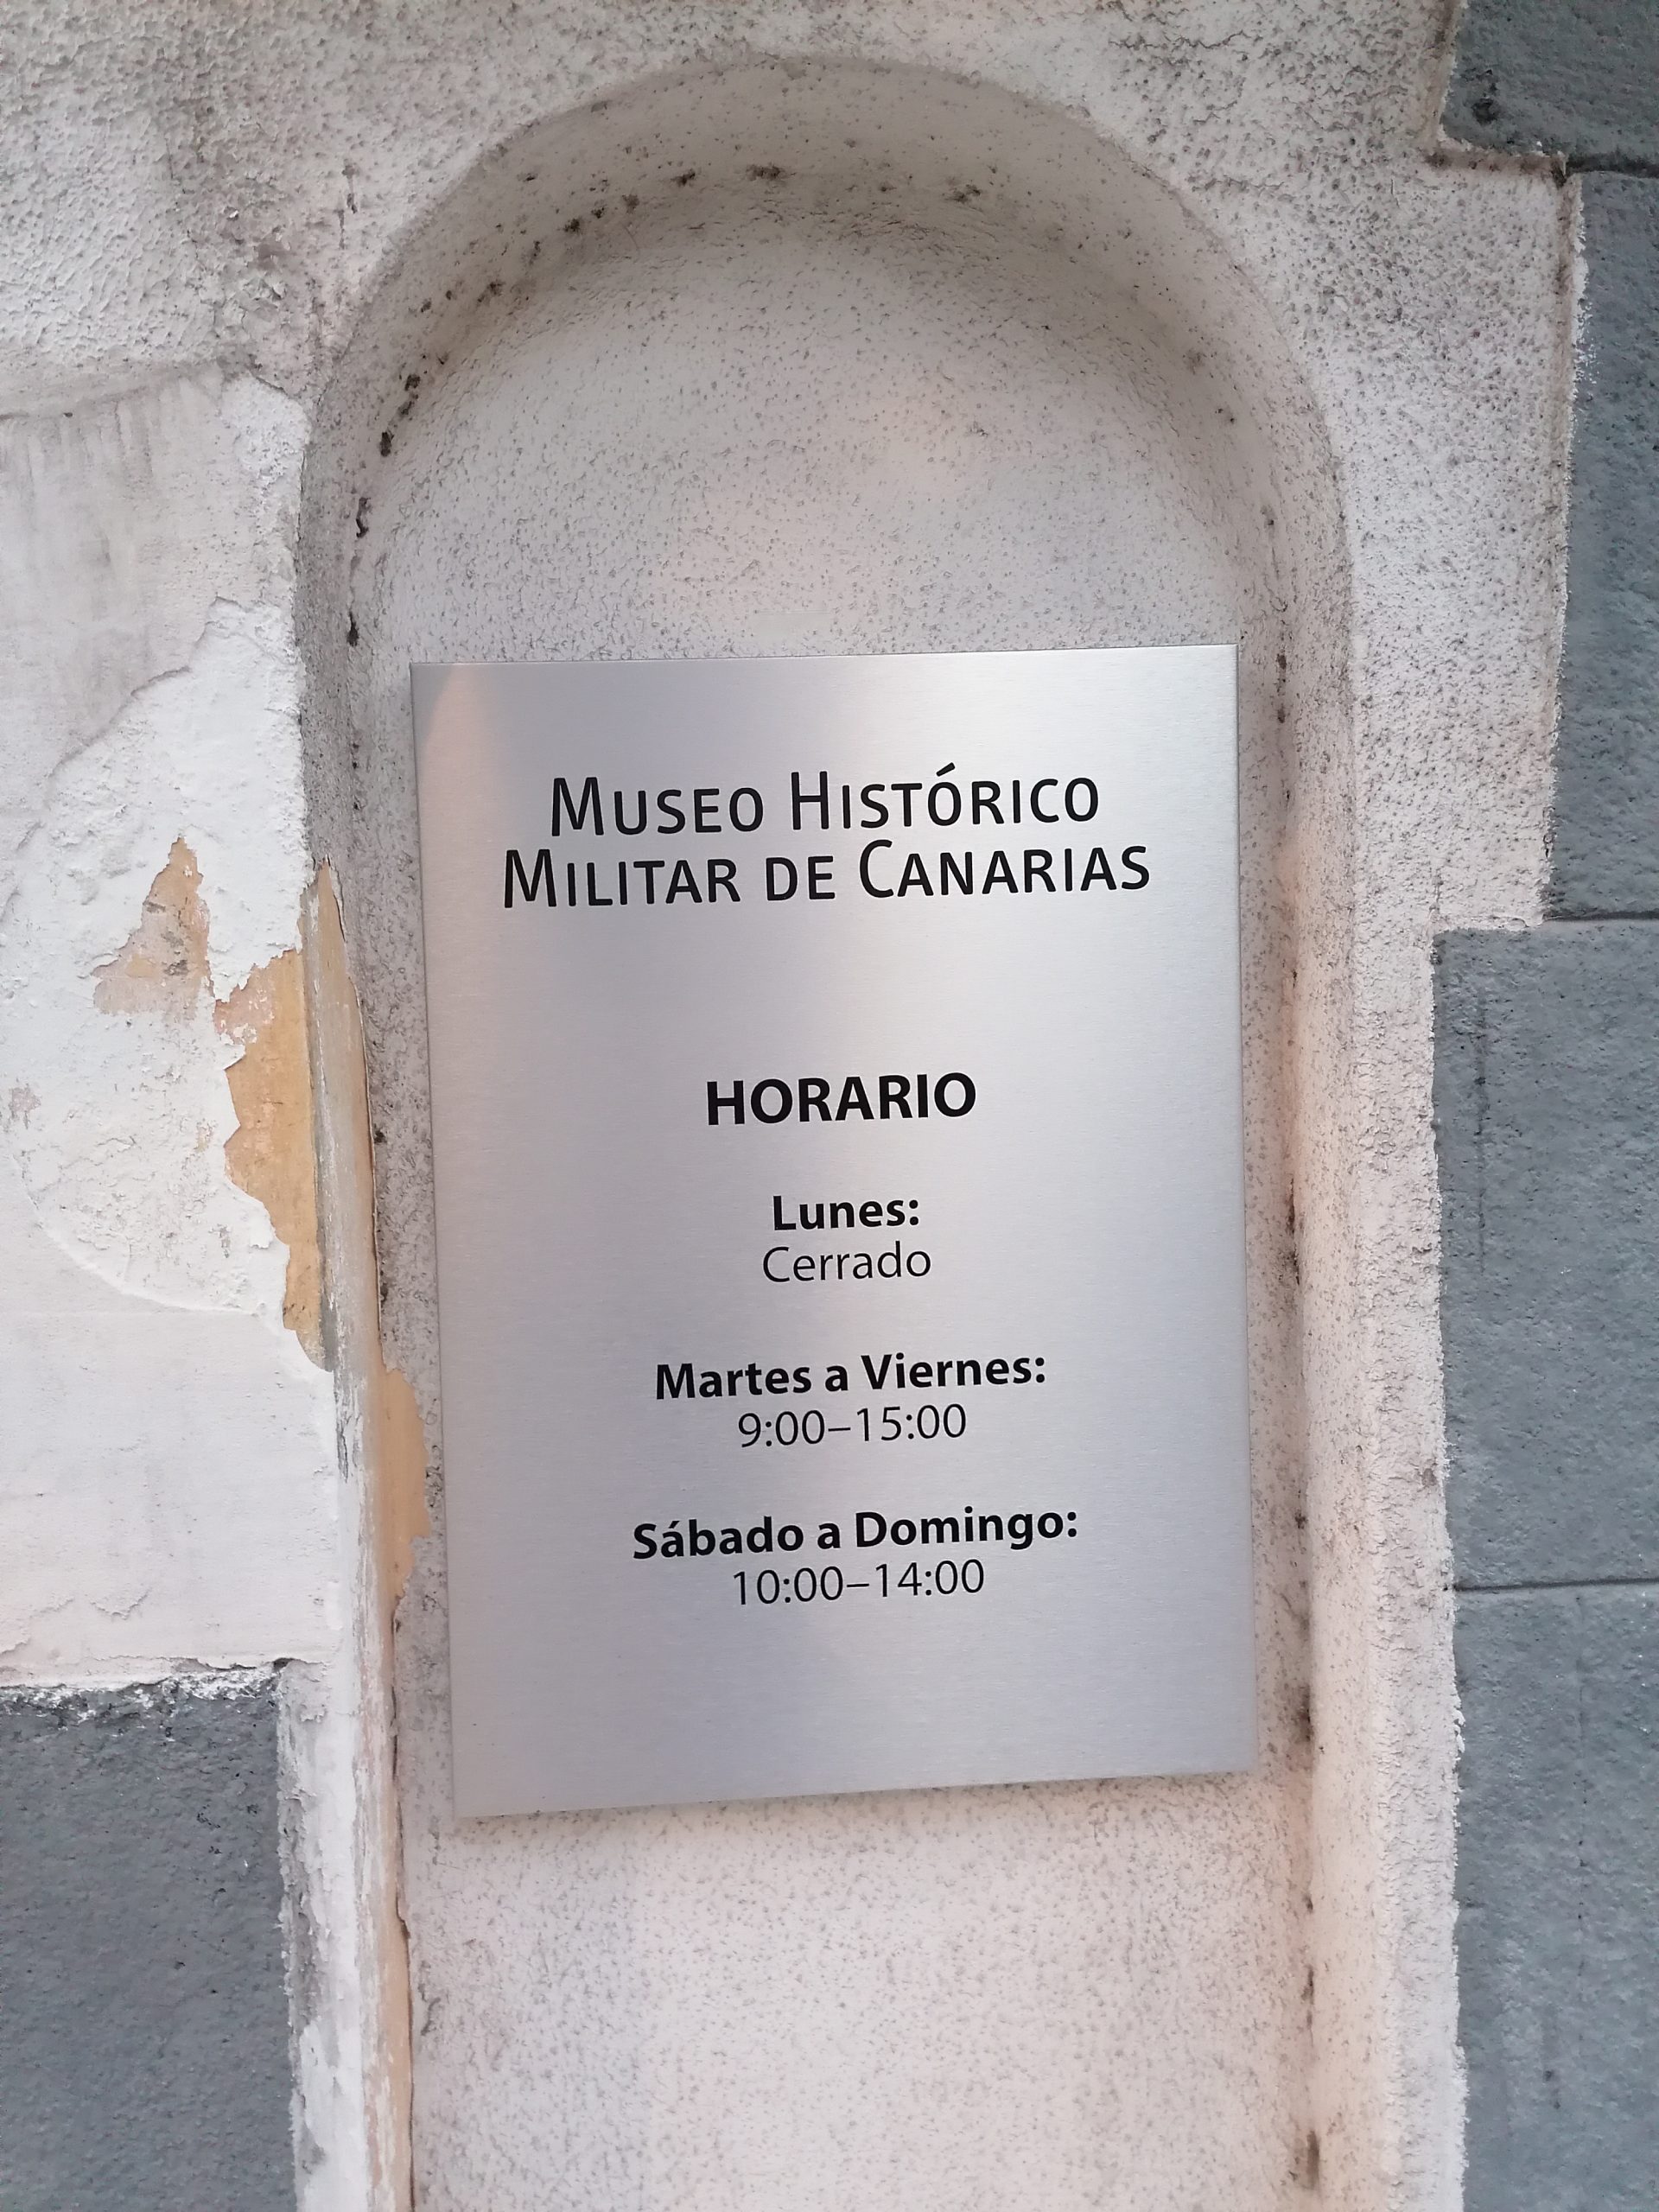 Museo Histórico
Militar de Canarias
HORARIO
Lunes:
Cerrado
Martes a Viernes:
9:00–15:00
Sábado a Domingo:
10:00–14:00